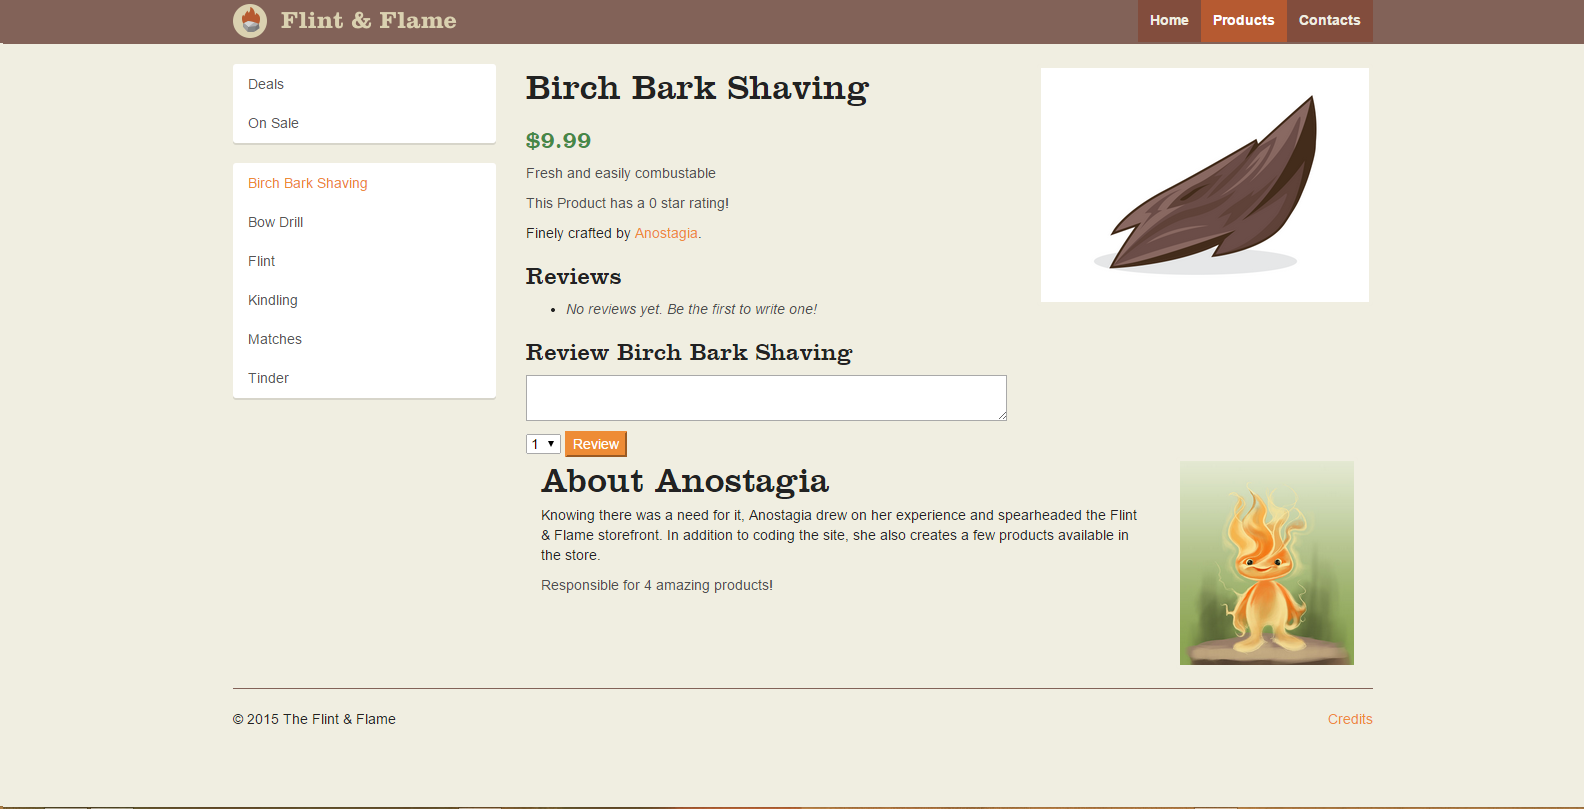 Flint & Flame
Home Products Contacts
Deals
On Sale
Birch Bark Shaving
Bow Drill
Flint
Kindling
Matches
Tinder
Birch Bark Shaving
$9.99
Fresh and easily combustable
This Product has a 0 star rating!
Finely crafted by Anostagia.
Reviews
No reviews yet. Be the first to write one!
Review Birch Bark Shaving
1
Review
About Anostagia
Knowing there was a need for it, Anostagia drew on her experience and spearheaded the Flint
& Flame storefront. In addition to coding the site, she also creates a few products available in
the store.
Responsible for 4 amazing products!
© 2015 The Flint & Flame
Credits